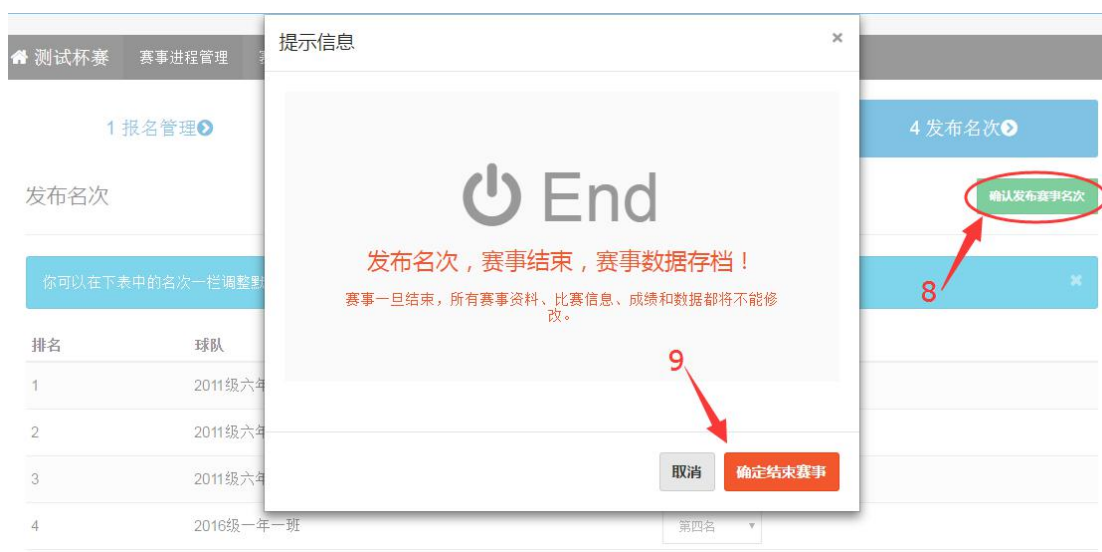 测试杯赛 赛事进程管理
提示信息 ×
1 报名管理
4 发布名次
End
发布名次
确认发布赛事名次
发布名次，赛事结束，赛事数据存档！
你可以在下表中的名次一栏调整默
×
8
赛事一旦结束，所有赛事资料、比赛信息、成绩和数据都将不能修
改。
排名 球队
9
1 2011级六年
2 2011级六年
3 2011级六年
取消 确定结束赛事
4 2016级一年一班 第四名